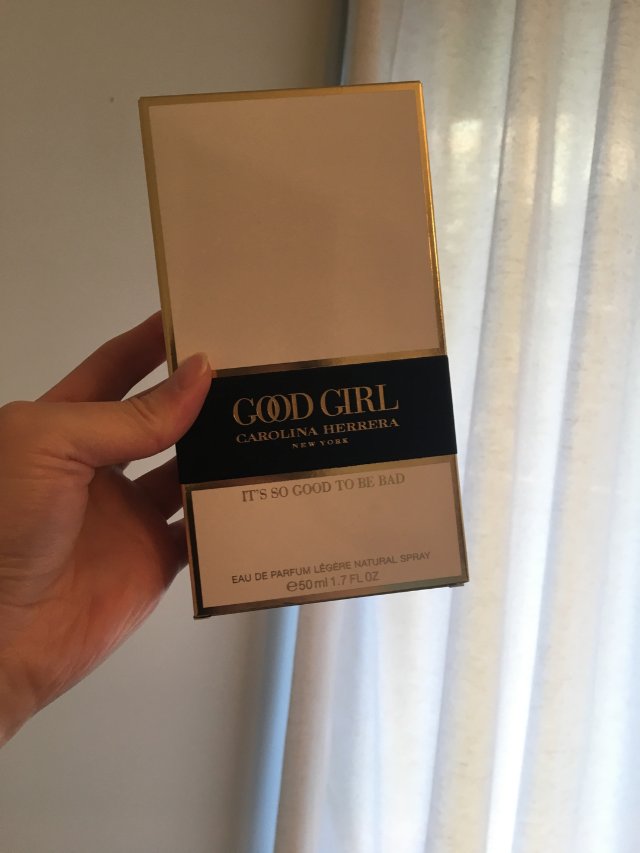 GOOD GIRL
CAROLINA HERRERA
NEW YORK
IT'S SO GOOD TO BE BAD
EAU DE PARFUM LÉGÈRE NATURAL SPRAY
℮50 ml 1.7 FL OZ